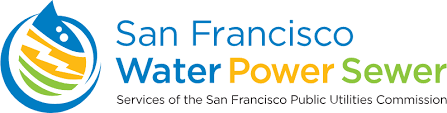 San Francisco
Water Power Sewer
Services of the San Francisco Public Utilities Commission